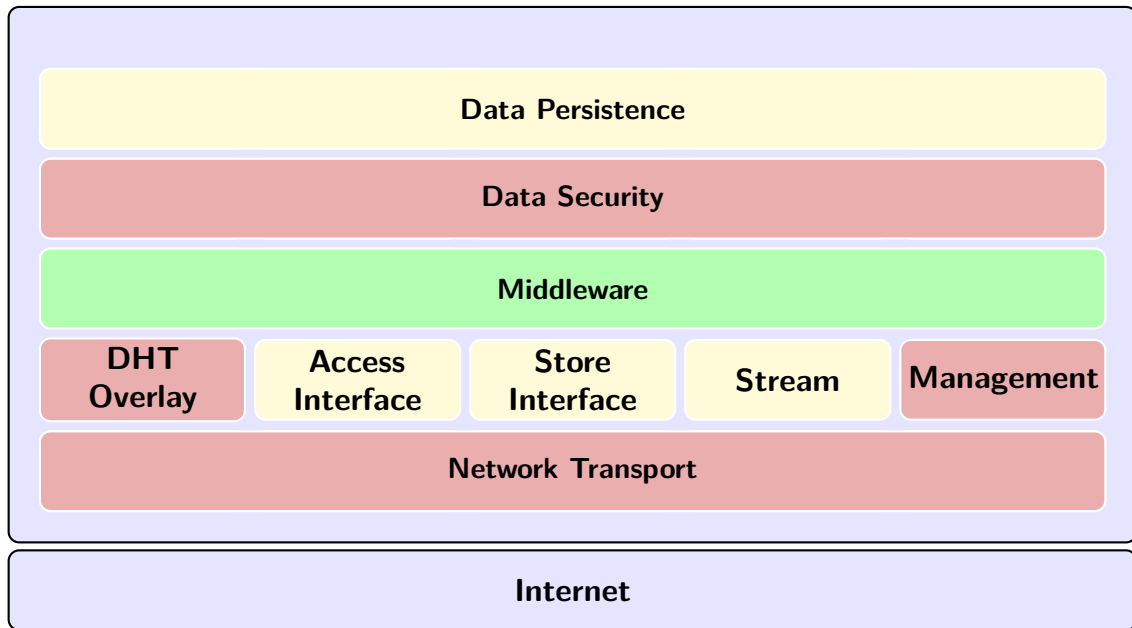 Data Persistence
Data Security
Middleware
DHT
Overlay
Access
Interface
Store
Interface
Stream
Management
Network Transport
Internet